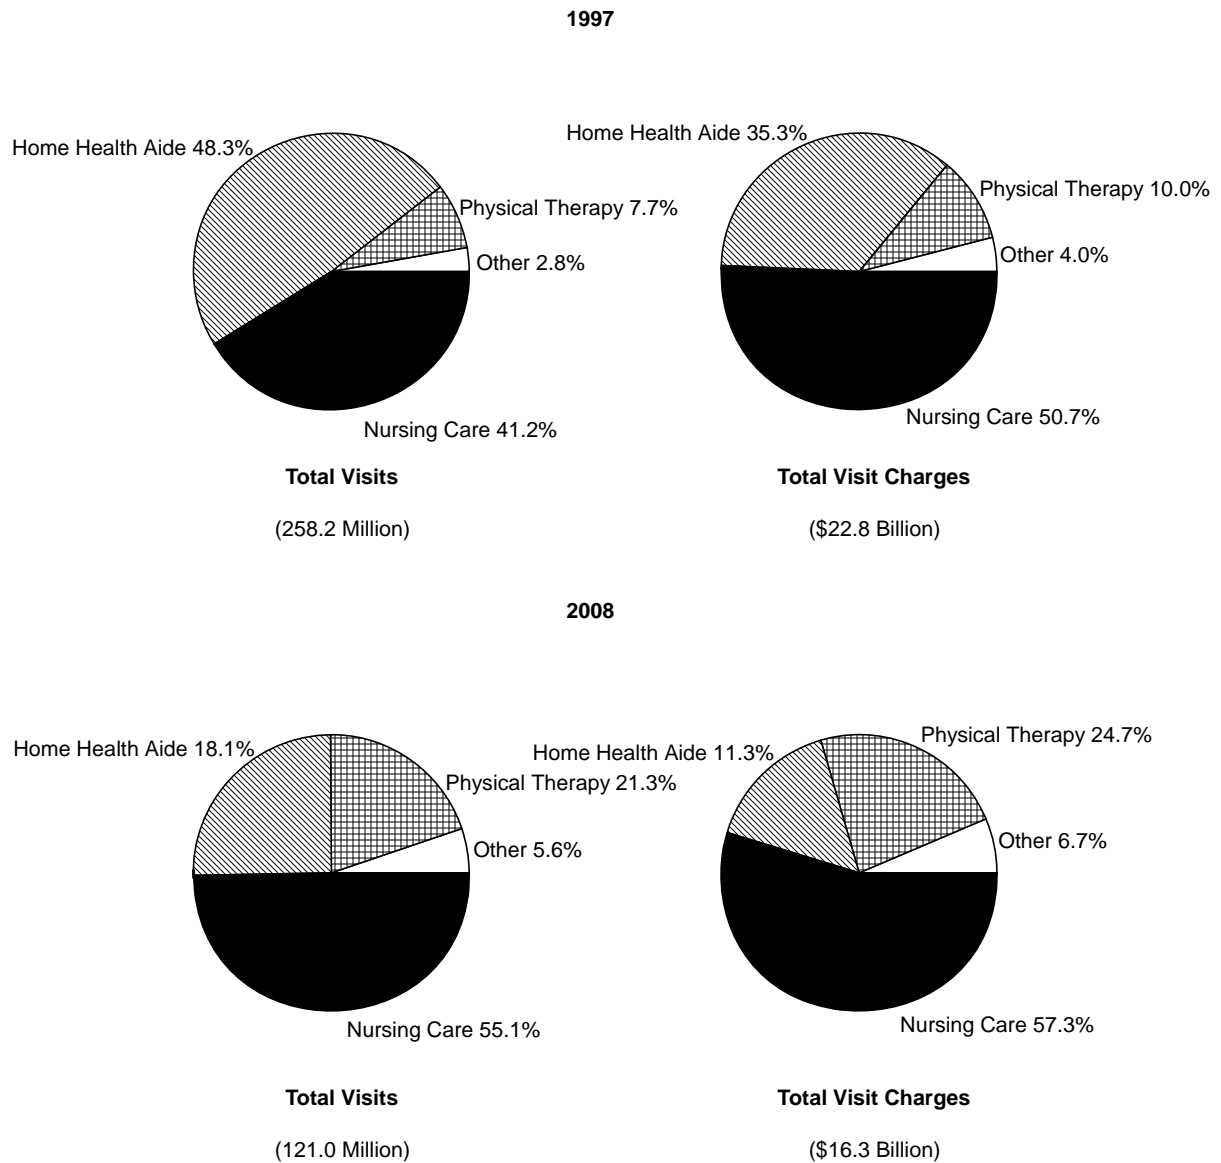 1997
Home Health Aide 48.3%
Physical Therapy 7.7%
Other 2.8%
Nursing Care 41.2%
Total Visits
(258.2 Million)
Home Health Aide 35.3%
Physical Therapy 10.0%
Other 4.0%
Nursing Care 50.7%
Total Visit Charges
($22.8 Billion)
2008
Home Health Aide 18.1%
Physical Therapy 21.3%
Other 5.6%
Nursing Care 55.1%
Total Visits
(121.0 Million)
Home Health Aide 11.3%
Physical Therapy 24.7%
Other 6.7%
Nursing Care 57.3%
Total Visit Charges
($16.3 Billion)